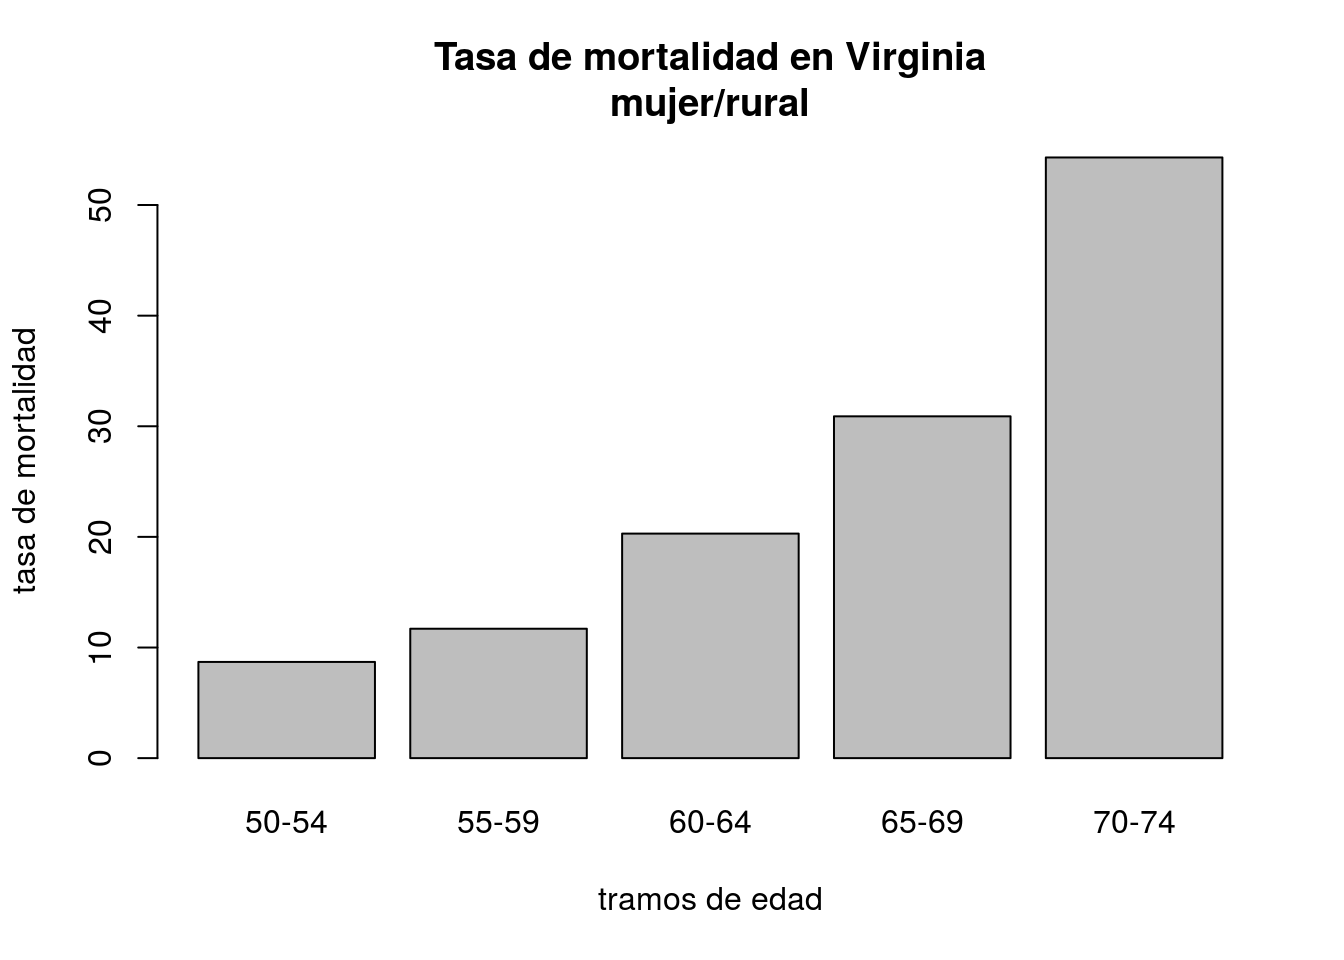 Tasa de mortalidad en Virginia
mujer/rural
tasa de mortalidad
50
40
30
20
10
0
50-54 55-59 60-64 65-69 70-74
tramos de edad